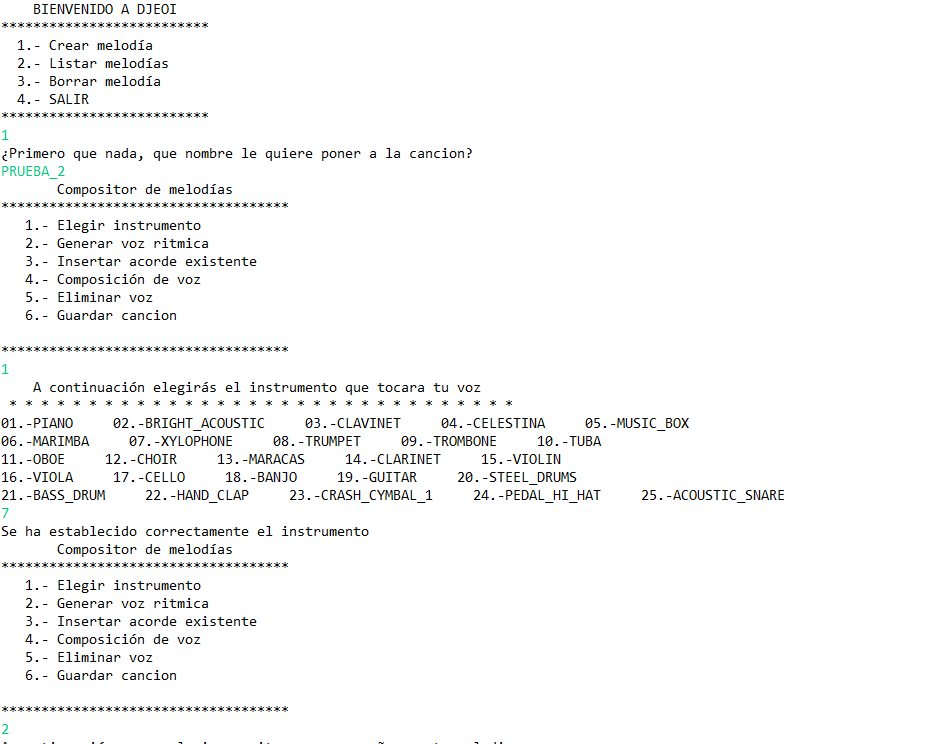 BIENVENIDO A DJEOI
**************************
1.- Crear melodía
2.- Listar melodías
3.- Borrar melodía
4.- SALIR
**************************
1
¿Primero que nada, que nombre le quiere poner a la cancion?
PRUEBA_2
Compositor de melodías
************************************
1.- Elegir instrumento
2.- Generar voz ritmica
3.- Insertar acorde existente
4.- Composición de voz
5.- Eliminar voz
6.- Guardar cancion
************************************
1
A continuación elegirás el instrumento que tocara tu voz
* * * * * * * * * * * * * * * * * * * * * * * * * * * * * * * *
01.-PIANO 02.-BRIGHT_ACOUSTIC 03.-CLAVINET 04.-CELESTINA 05.-MUSIC_BOX
06.-MARIMBA 07.-XYLOPHONE 08.-TRUMPET 09.-TROMBONE 10.-TUBA
11.-OBOE 12.-CHOIR 13.-MARACAS 14.-CLARINET 15.-VIOLIN
16.-VIOLA 17.-CELLO 18.-BANJO 19.-GUITAR 20.-STEEL_DRUMS
21.-BASS_DRUM 22.-HAND_CLAP 23.-CRASH_CYMBAL_1 24.-PEDAL_HI_HAT 25.-ACOUSTIC_SNARE
7
Se ha establecido correctamente el instrumento
Compositor de melodías
************************************
1.- Elegir instrumento
2.- Generar voz ritmica
3.- Insertar acorde existente
4.- Composición de voz
5.- Eliminar voz
6.- Guardar cancion
************************************
2